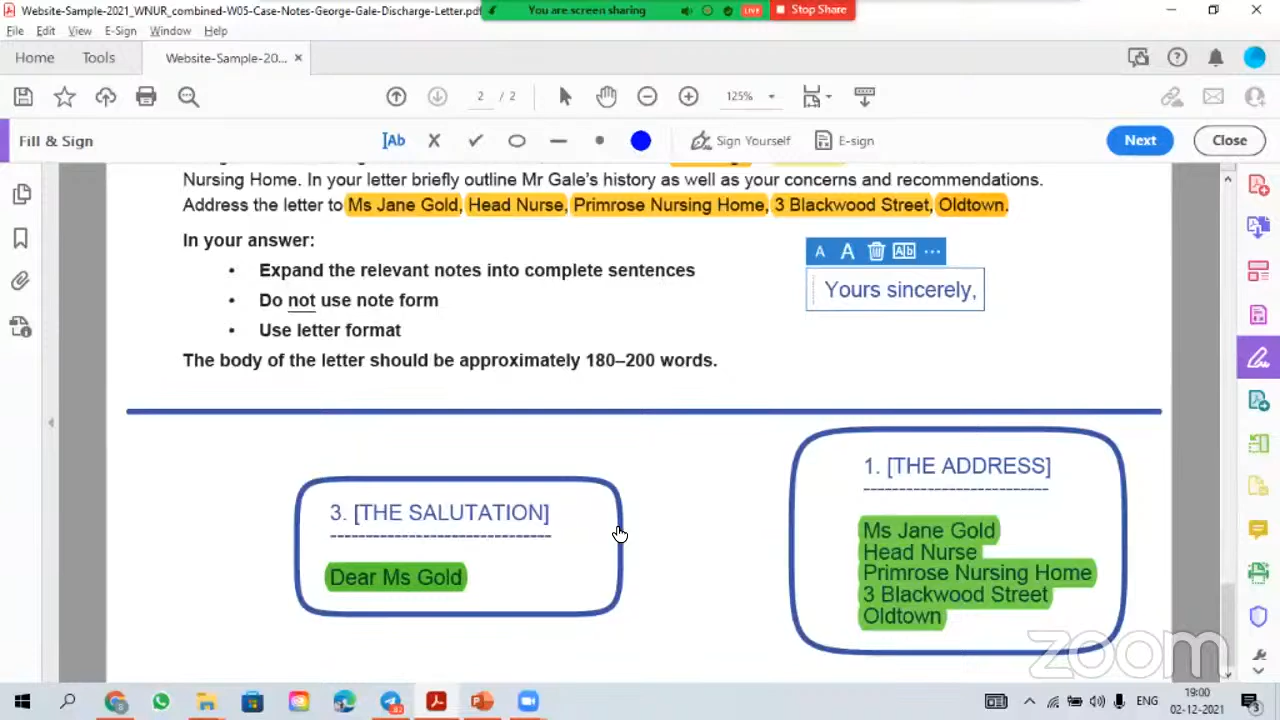 Website-Sample-2021_WNUR_combined-W05-Case-Notes-George-Gale-Discharge-Letter.pdf
You are screen sharing
LIVE
Stop Share
File Edit View E-Sign Window Help
Home Tools Website-Sample-20... ×
2 / 2 125%
Fill & Sign
Ab
Sign Yourself
E-sign
Next
Close
Nursing Home. In your letter briefly outline Mr Gale's history as well as your concerns and recommendations.
Address the letter to Ms Jane Gold, Head Nurse, Primrose Nursing Home, 3 Blackwood Street, Oldtown.
In your answer:
• Expand the relevant notes into complete sentences
• Do not use note form
• Use letter format
The body of the letter should be approximately 180–200 words.
A A Ab ...
Yours sincerely,
3. [THE SALUTATION]
-------------------------------
Dear Ms Gold
1. [THE ADDRESS]
--------------------------
Ms Jane Gold
Head Nurse
Primrose Nursing Home
3 Blackwood Street
Oldtown
zoom
ENG
19:00
02-12-2021
3